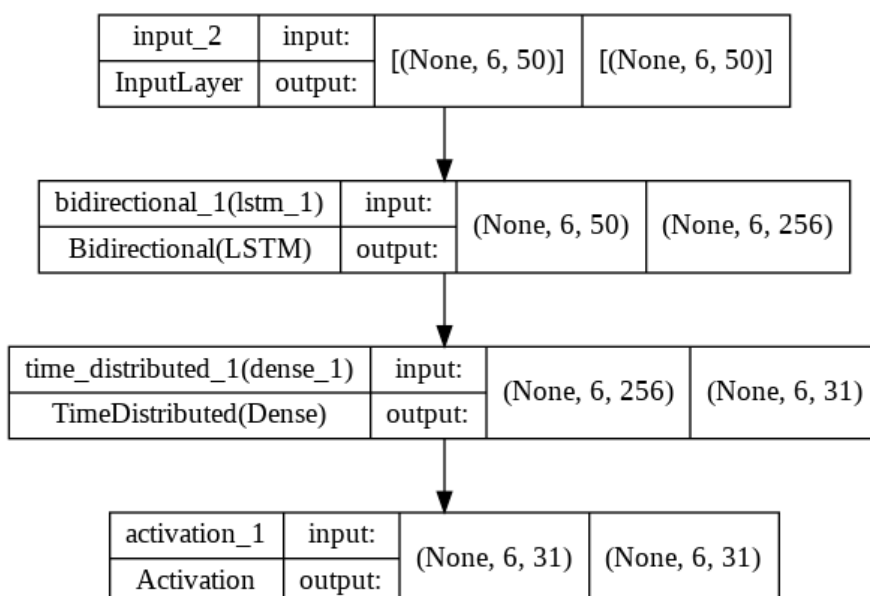 input_2 input: [(None, 6, 50)] [(None, 6, 50)]
InputLayer output:
bidirectional_1(lstm_1) input: (None, 6, 50) (None, 6, 256)
Bidirectional(LSTM) output:
time_distributed_1(dense_1) input: (None, 6, 256) (None, 6, 31)
TimeDistributed(Dense) output:
activation_1 input: (None, 6, 31) (None, 6, 31)
Activation output: